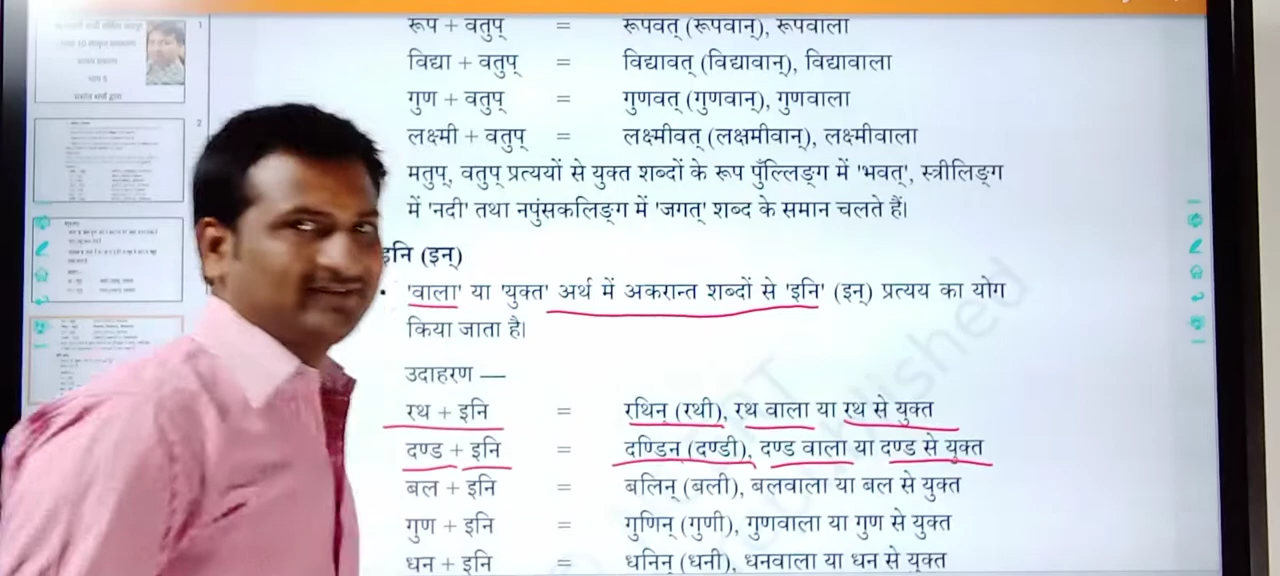 रूप + वतुप् = रूपवत् (रूपवान्), रूपवाला
विद्या + वतुप् = विद्यावत् (विद्यावान्), विद्यावाला
गुण + वतुप् = गुणवत् (गुणवान्), गुणवाला
लक्ष्मी + वतुप् = लक्ष्मीवत् (लक्षमीवान्), लक्ष्मीवाला
मतुप्, वतुप् प्रत्ययों से युक्त शब्दों के रूप पुँल्लिङ्ग में 'भवत्', स्त्रीलिङ्ग
में 'नदी' तथा नपुंसकलिङ्ग में 'जगत्' शब्द के समान चलते हैं।
इनि (इन्)
• 'वाला' या 'युक्त' अर्थ में अकरान्त शब्दों से 'इनि' (इन्) प्रत्यय का योग
किया जाता है।
उदाहरण —
रथ + इनि = रथिन् (रथी), रथ वाला या रथ से युक्त
दण्ड + इनि = दण्डिन (दण्डी), दण्ड वाला या दण्ड से युक्त
बल + इनि = बलिन् (बली), बलवाला या बल से युक्त
गुण + इनि = गुणिन् (गुणी), गुणवाला या गुण से युक्त
धन + इनि = धनिन् (धनी), धनवाला या धन से युक्त
1
2